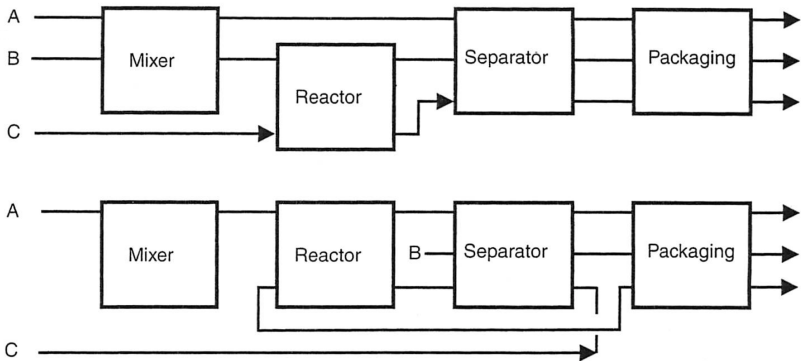 A
B
Mixer
Separator
Packaging
Reactor
C
A
Mixer
Reactor
B
Separator
Packaging
C